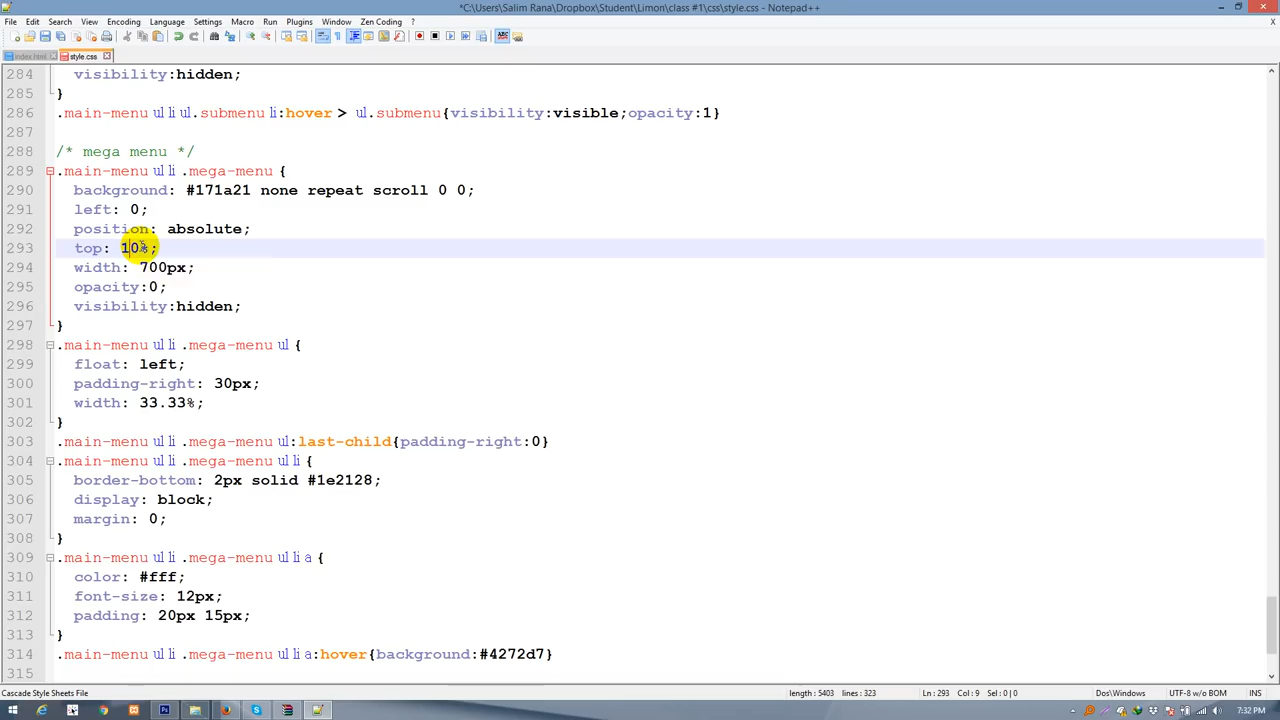 *C:\Users\Salim Rana\Dropbox\Student\Limon\class #1\css\style.css - Notepad++
File Edit Search View Encoding Language Settings Macro Run Plugins Window Zen Coding ?
index.html style.css
284 visibility:hidden;
285 }
286 .main-menu ul li ul.submenu li:hover > ul.submenu{visibility:visible;opacity:1}
287
288 /* mega menu */
289 .main-menu ul li .mega-menu {
290 background: #171a21 none repeat scroll 0 0;
291 left: 0;
292 position: absolute;
293 top: 10%;
294 width: 700px;
295 opacity:0;
296 visibility:hidden;
297 }
298 .main-menu ul li .mega-menu ul {
299 float: left;
300 padding-right: 30px;
301 width: 33.33%;
302 }
303 .main-menu ul li .mega-menu ul:last-child{padding-right:0}
304 .main-menu ul li .mega-menu ul li {
305 border-bottom: 2px solid #1e2128;
306 display: block;
307 margin: 0;
308 }
309 .main-menu ul li .mega-menu ul li a {
310 color: #fff;
311 font-size: 12px;
312 padding: 20px 15px;
313 }
314 .main-menu ul li .mega-menu ul li a:hover{background:#4272d7}
315
Cascade Style Sheets File length : 5403 lines : 323 Ln : 293 Col : 9 Sel : 0 | 0 Dos\Windows UTF-8 w/o BOM INS
7:32 PM